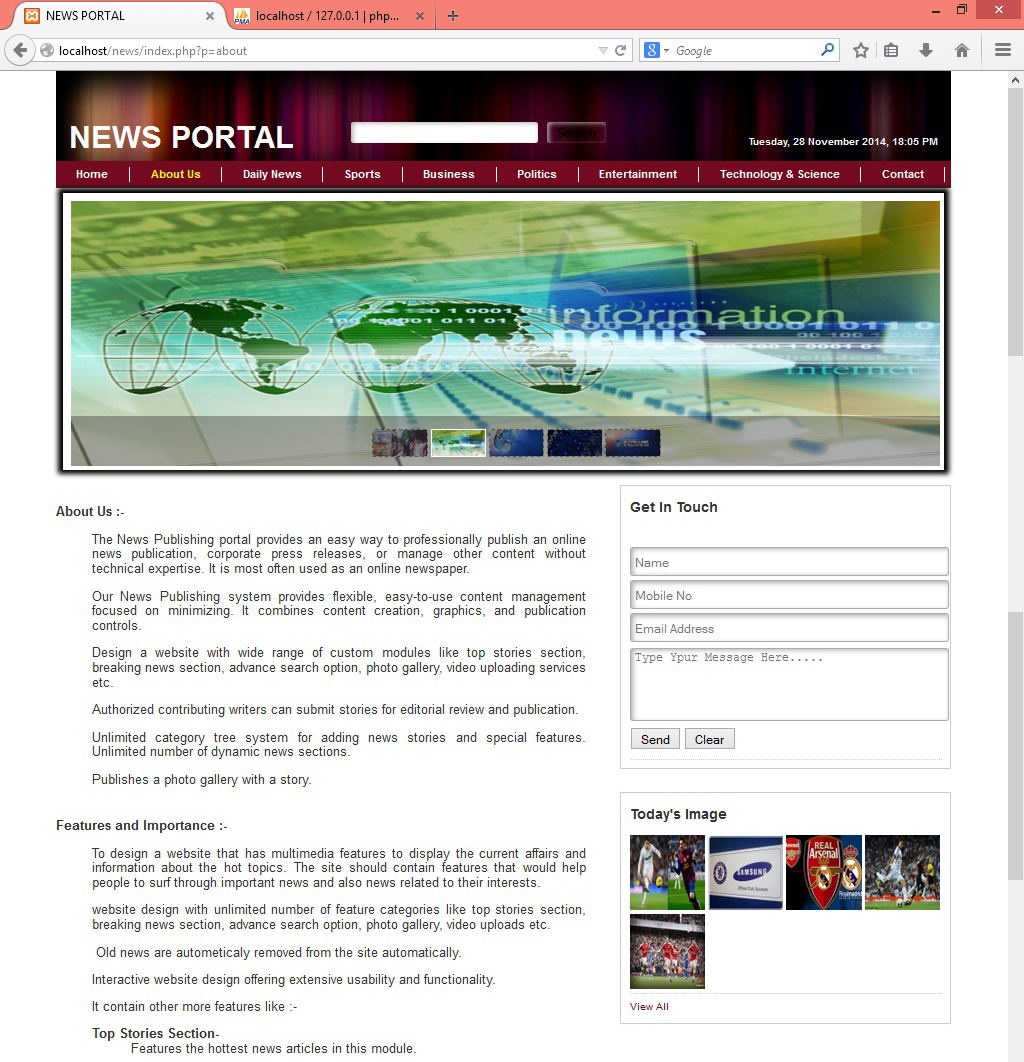 NEWS PORTAL
localhost / 127.0.0.1 | php...
localhost/news/index.php?p=about
Google
NEWS PORTAL
Search
Tuesday, 28 November 2014, 18:05 PM
Home
About Us
Daily News
Sports
Business
Politics
Entertainment
Technology & Science
Contact
information
news
internet
NEWS
About Us :-
The News Publishing portal provides an easy way to professionally publish an online
news publication, corporate press releases, or manage other content without
technical expertise. It is most often used as an online newspaper.
Our News Publishing system provides flexible, easy-to-use content management
focused on minimizing. It combines content creation, graphics, and publication
controls.
Design a website with wide range of custom modules like top stories section,
breaking news section, advance search option, photo gallery, video uploading services
etc.
Authorized contributing writers can submit stories for editorial review and publication.
Unlimited category tree system for adding news stories and special features.
Unlimited number of dynamic news sections.
Publishes a photo gallery with a story.
Features and Importance :-
To design a website that has multimedia features to display the current affairs and
information about the hot topics. The site should contain features that would help
people to surf through important news and also news related to their interests.
website design with unlimited number of feature categories like top stories section,
breaking news section, advance search option, photo gallery, video uploads etc.
Old news are autometicaly removed from the site automatically.
Interactive website design offering extensive usability and functionality.
It contain other more features like :-
Top Stories Section-
Features the hottest news articles in this module.
Get In Touch
Name
Mobile No
Email Address
Type Ypur Message Here.....
Send
Clear
Today's Image
SAMSUNG
Official Club Sponsor
REAL
Arsenal
View All